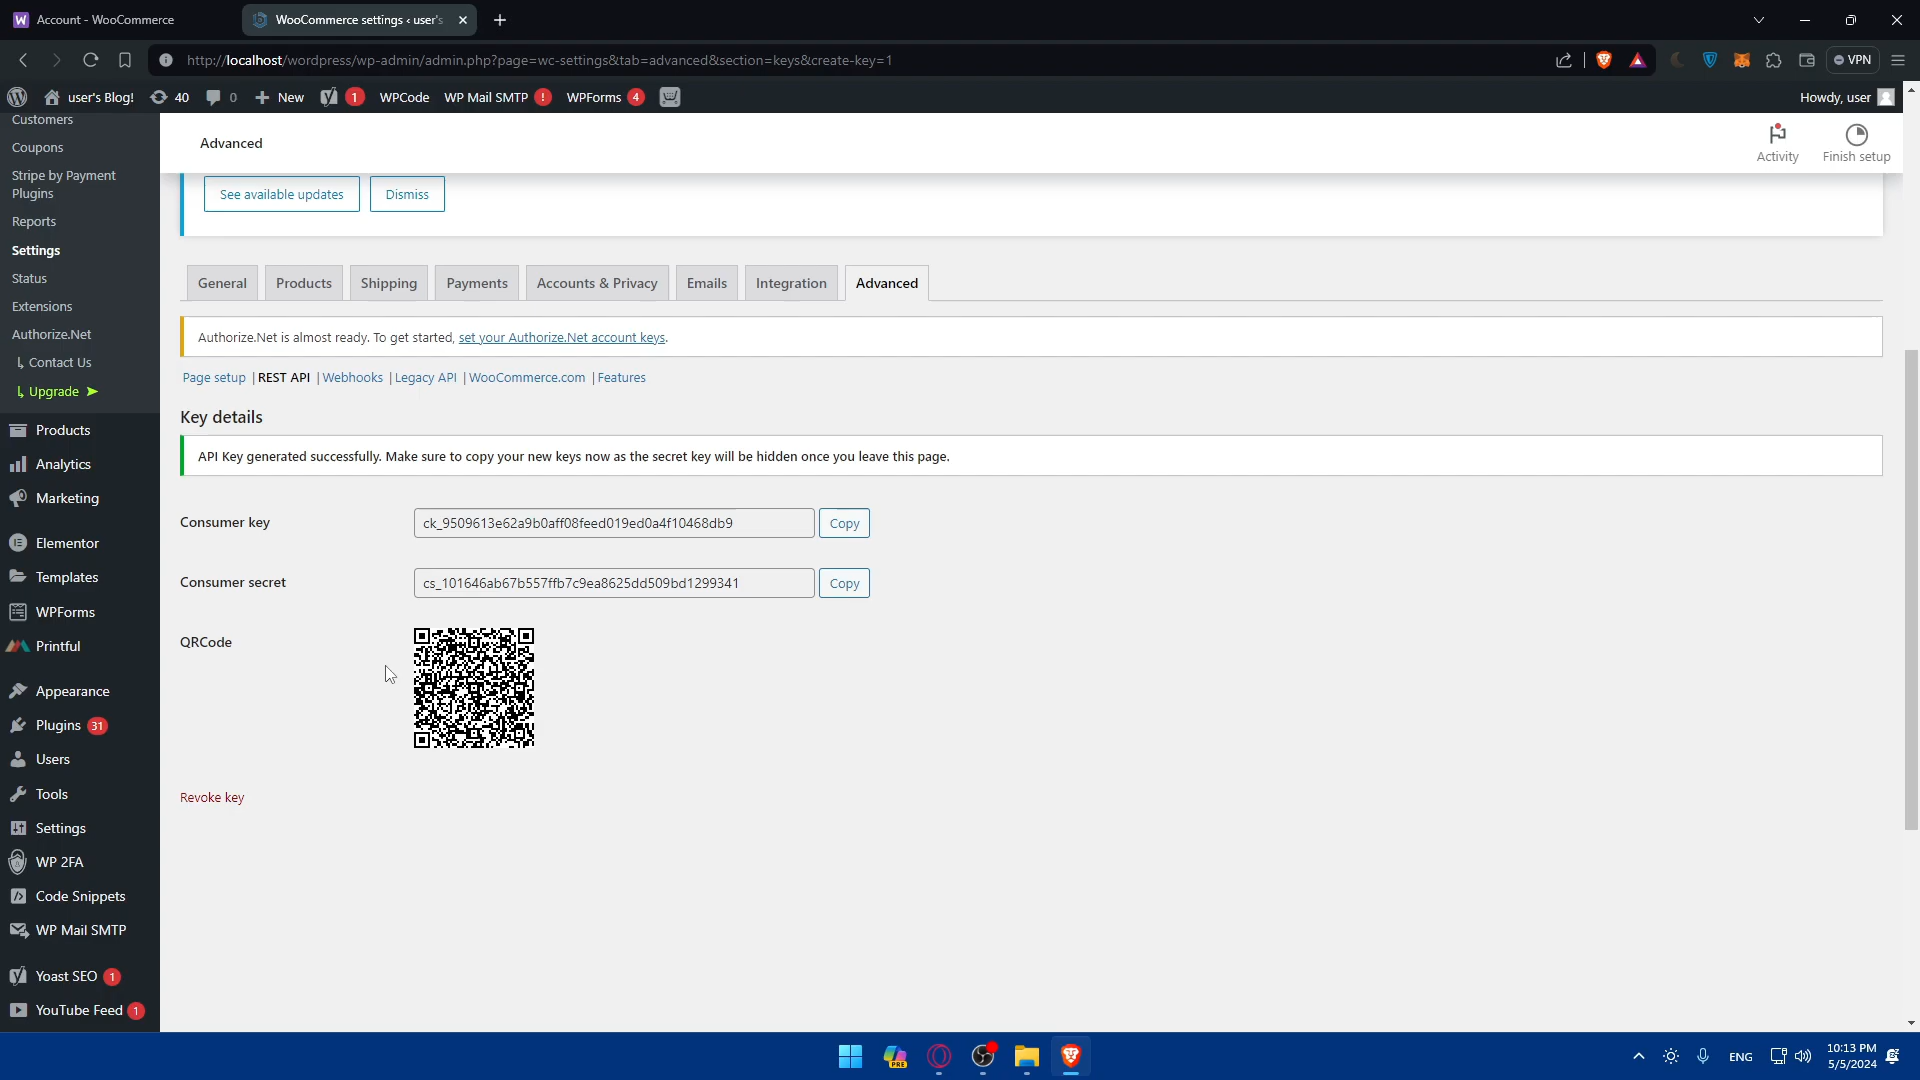 Account - WooCommerce
WooCommerce settings ‹ user's
http://localhost/wordpress/wp-admin/admin.php?page=wc-settings&tab=advanced&section=keys&create-key=1
VPN
user's Blog!
40
0
New
1
WPCode
WP Mail SMTP
!
WPForms
4
Howdy, user
Customers
Coupons
Stripe by Payment
Plugins
Reports
Settings
Status
Extensions
Authorize.Net
↳ Contact Us
↳ Upgrade ➤
Products
Analytics
Marketing
Elementor
Templates
WPForms
Printful
Appearance
Plugins 31
Users
Tools
Settings
WP 2FA
Code Snippets
WP Mail SMTP
Yoast SEO 1
YouTube Feed 1
Advanced
Activity
Finish setup
See available updates
Dismiss
General
Products
Shipping
Payments
Accounts & Privacy
Emails
Integration
Advanced
Authorize.Net is almost ready. To get started, set your Authorize.Net account keys.
Page setup | REST API | Webhooks | Legacy API | WooCommerce.com | Features
Key details
API Key generated successfully. Make sure to copy your new keys now as the secret key will be hidden once you leave this page.
Consumer key
ck_9509613e62a9b0aff08feed019ed0a4f10468db9
Copy
Consumer secret
cs_101646ab67b557ffb7c9ea8625dd509bd1299341
Copy
QRCode
Revoke key
PRE
ENG
10:13 PM
5/5/2024